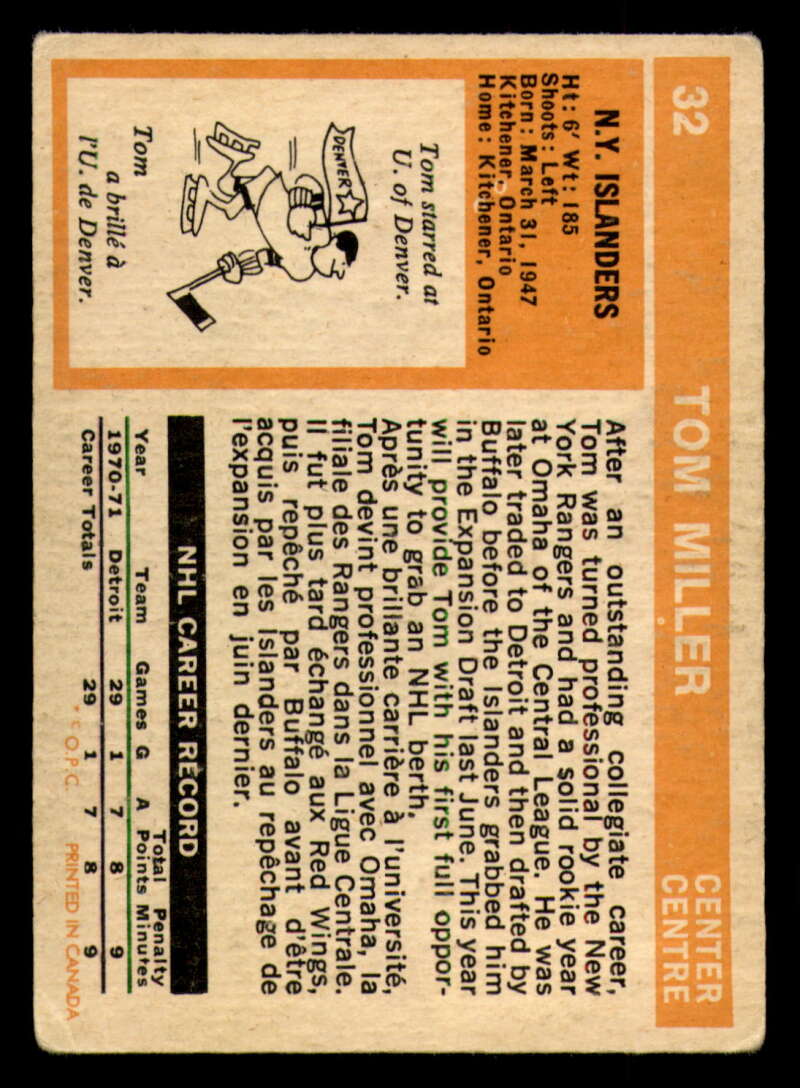 32 TOM MILLER CENTER
CENTRE
N.Y. ISLANDERS
Ht: 6' Wt: 185
Shoots: Left
Born: March 31, 1947
Kitchener, Ontario
Home: Kitchener, Ontario
Tom starred at
U. of Denver.
DENVER
Tom
a brillé à
l'U. de Denver.
After an outstanding collegiate career,
Tom was turned professional by the New
York Rangers and had a solid rookie year
at Omaha of the Central League. He was
later traded to Detroit and then drafted by
Buffalo before the Islanders grabbed him
in the Expansion Draft last June. This year
will provide Tom with his first full oppor-
tunity to grab an NHL berth.
Après une brillante carrière à l'université,
Tom devint professionnel avec Omaha, la
filiale des Rangers dans la Ligue Centrale.
Il fut plus tard échangé aux Red Wings,
puis repêché par Buffalo avant d'être
acquis par les Islanders au repêchage de
l'expansion en juin dernier.
NHL CAREER RECORD
Total Penalty
Year Team Games G A Points Minutes
1970-71 Detroit 29 1 7 8 9
Career Totals 29 1 7 8 9
* © O.P.C. PRINTED IN CANADA